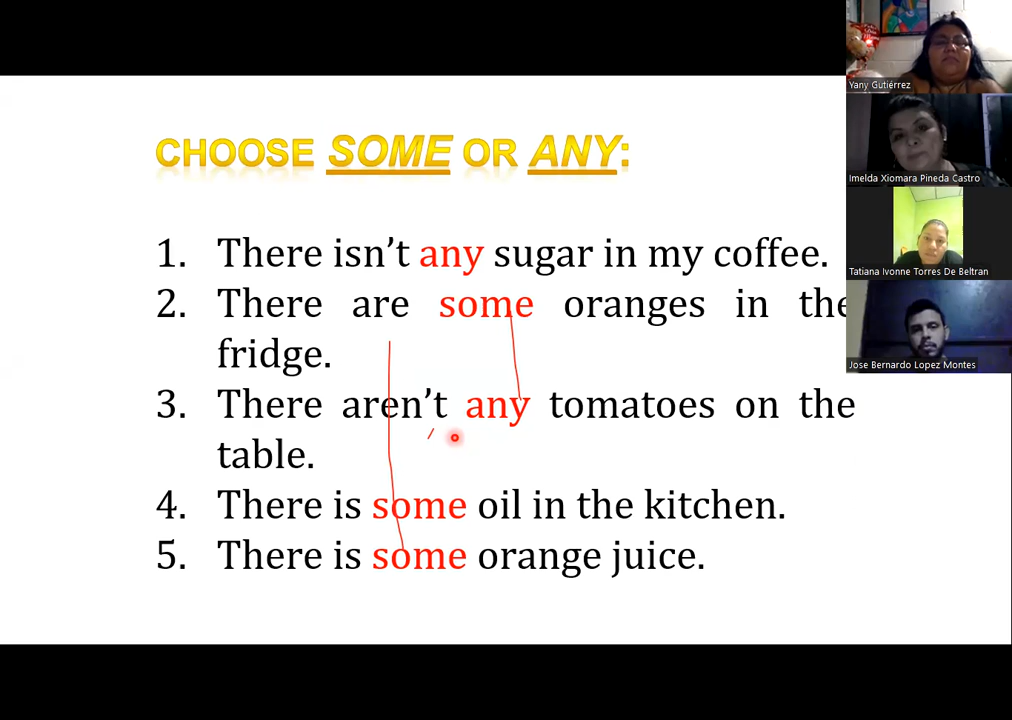 CHOOSE SOME OR ANY:
1. There isn't any sugar in my coffee.
2. There are some oranges in the
fridge.
3. There aren't any tomatoes on the
table.
4. There is some oil in the kitchen.
5. There is some orange juice.
Yany Gutiérrez
Imelda Xiomara Pineda Castro
Tatiana Ivonne Torres De Beltran
Jose Bernardo Lopez Montes